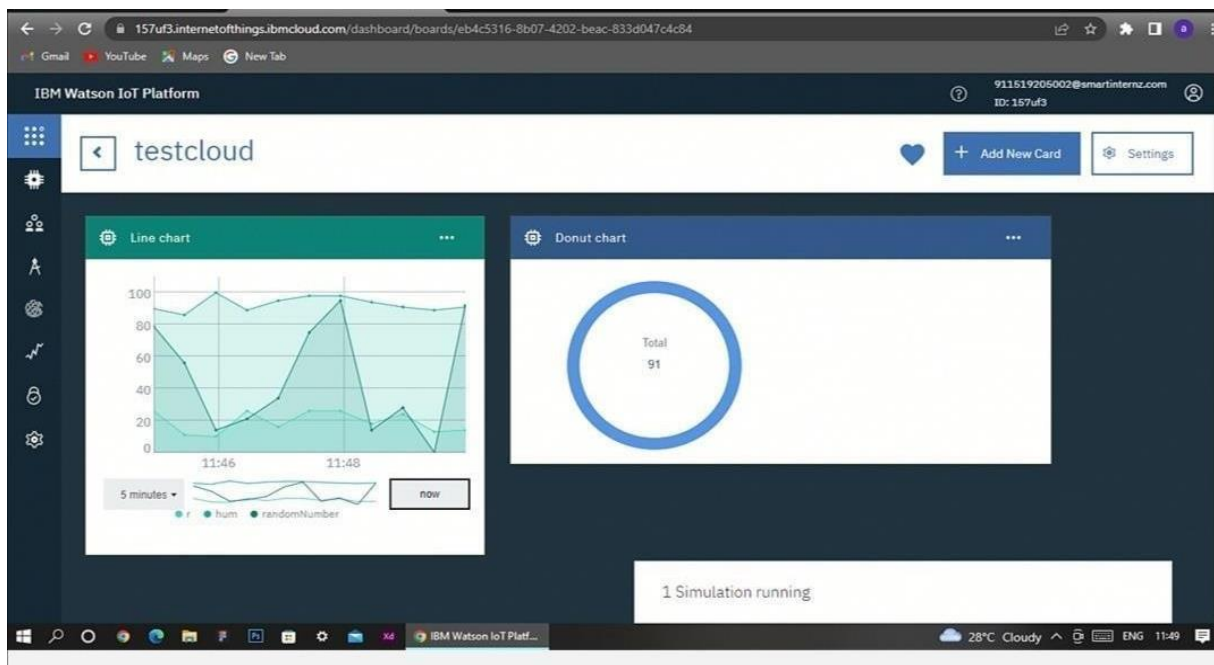 157uf3.internetofthings.ibmcloud.com/dashboard/boards/eb4c5316-8b07-4202-beac-833d047c4c84
Gmail YouTube Maps New Tab
IBM Watson IoT Platform
911519205002@smartinternz.com
ID: 157uf3
testcloud
Add New Card
Settings
Line chart
100
80
60
40
20
0
11:46 11:48
5 minutes
now
r hum randomNumber
Donut chart
Total
91
1 Simulation running
IBM Watson IoT Platf...
28°C Cloudy ENG 11:49